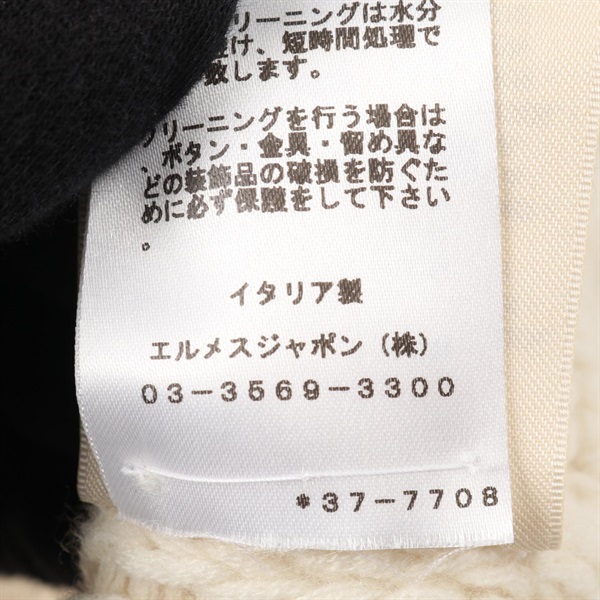 リーニングは水分
け、短時間処理で
致します。
クリーニングを行う場合は
、ボタン・金具・留め具な
どの装飾品の破損を防ぐた
めに必ず保護をして下さい
。
イタリア製
エルメスジャポン（株）
03-3569-3300
*37-7708